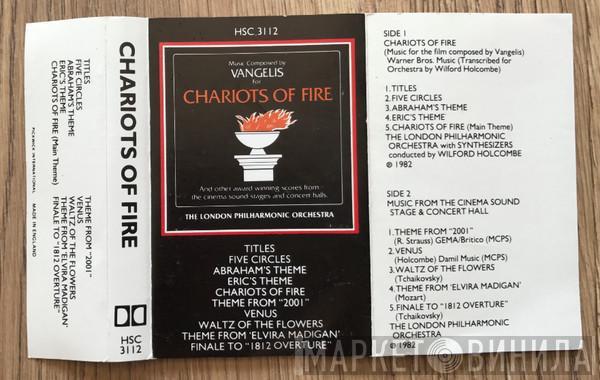 CHARIOTS OF FIRE
TITLES
FIVE CIRCLES
ABRAHAM'S THEME
ERIC'S THEME
CHARIOTS OF FIRE (Main Theme)
THEME FROM "2001"
VENUS
WALTZ OF THE FLOWERS
THEME FROM 'ELVIRA MADIGAN'
FINALE TO "1812 OVERTURE"
PICKWICK INTERNATIONAL
MADE IN ENGLAND
HSC
3112
HSC 3112
Music Composed by
VANGELIS
for
CHARIOTS OF FIRE
And other award winning scores from
the cinema sound stages and concert halls.
THE LONDON PHILHARMONIC ORCHESTRA
TITLES
FIVE CIRCLES
ABRAHAM'S THEME
ERIC'S THEME
CHARIOTS OF FIRE
THEME FROM "2001"
VENUS
WALTZ OF THE FLOWERS
THEME FROM 'ELVIRA MADIGAN'
FINALE TO "1812 OVERTURE"
SIDE 1
CHARIOTS OF FIRE
(Music for the film composed by Vangelis)
Warner Bros. Music (Transcribed for
Orchestra by Wilford Holcombe)
1. TITLES
2. FIVE CIRCLES
3. ABRAHAM'S THEME
4. ERIC'S THEME
5. CHARIOTS OF FIRE (Main Theme)
THE LONDON PHILHARMONIC
ORCHESTRA with SYNTHESIZERS
conducted by WILFORD HOLCOMBE
℗ 1982
SIDE 2
MUSIC FROM THE CINEMA SOUND
STAGE & CONCERT HALL
1. THEME FROM "2001"
(R. Strauss) GEMA/Britico (MCPS)
2. VENUS
(Holcombe) Damil Music (MCPS)
3. WALTZ OF THE FLOWERS
(Tchaikovsky)
4. THEME FROM 'ELVIRA MADIGAN'
(Mozart)
5. FINALE TO "1812 OVERTURE"
(Tchaikovsky)
THE LONDON PHILHARMONIC
ORCHESTRA
℗ 1982
МАРКЕТ ВИНИЛА